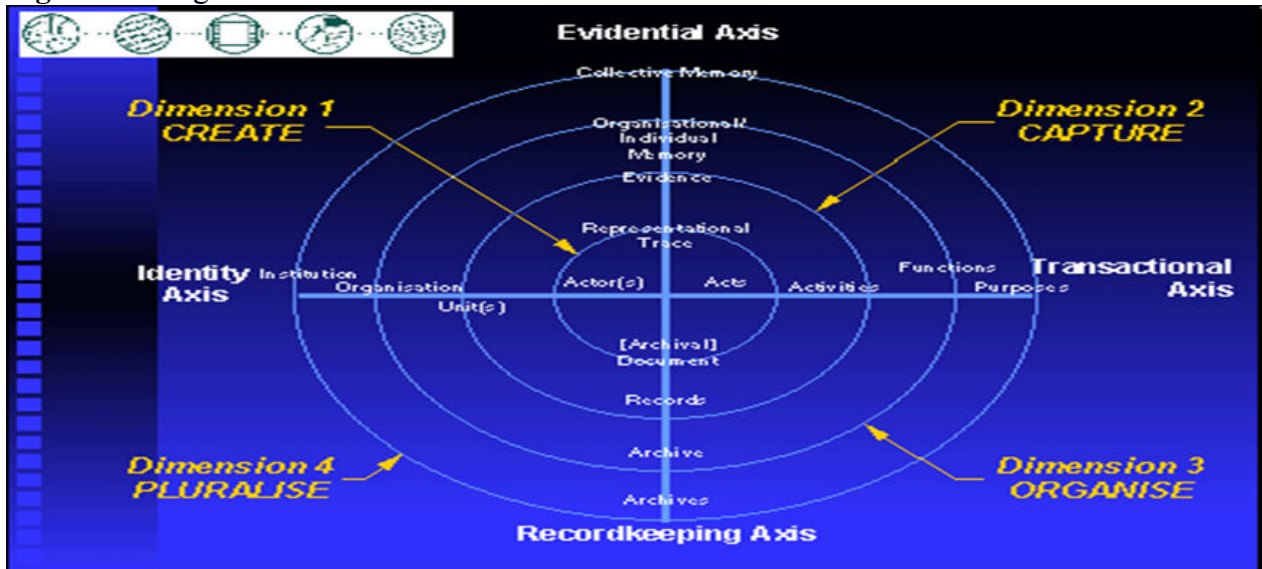 Evidential Axis
Collective Memory
Dimension 1
CREATE
Dimension 2
CAPTURE
Organisational/
Individual
Memory
Evidence
Representational
Trace
Identity
Axis
Institution
Organisation
Unit(s)
Actor(s)
Acts
Activities
Functions
Purposes
Transactional
Axis
[Archival]
Document
Records
Archive
Archives
Dimension 4
PLURALISE
Dimension 3
ORGANISE
Recordkeeping Axis